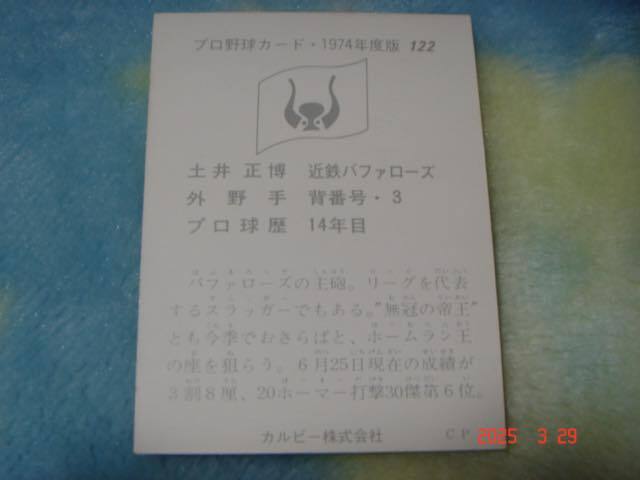 プロ野球カード・1974年度版 122
土井正博 近鉄バファローズ
外野手 背番号・3
プロ球歴 14年目
バファローズの主砲。リーグを代表
するスラッガーでもある。"無冠の帝王"
とも今季でおさらばと、ホームラン王
の座を狙らう。6月25日現在の成績が
3割8厘、20ホーマー打撃30傑第6位。
カルビー株式会社 CP
2025 3 29